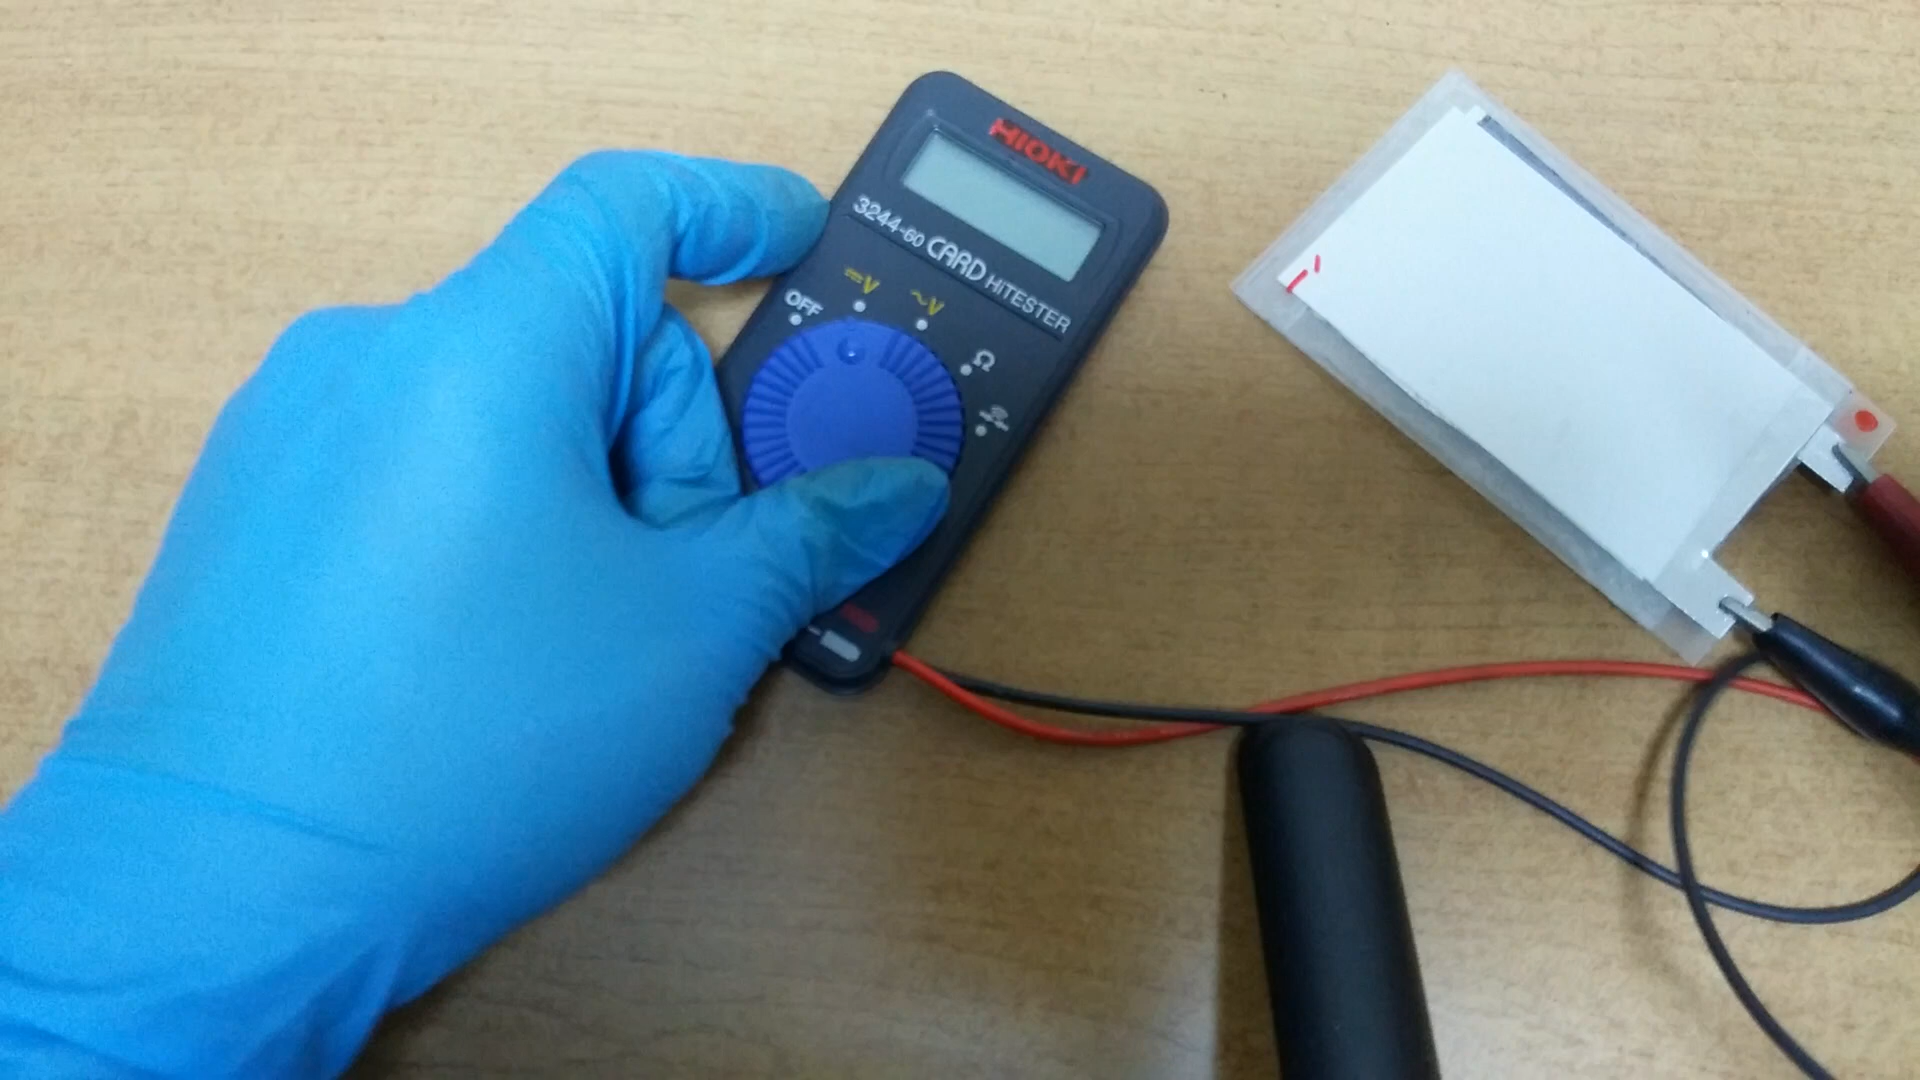 HIOKI
3244-60 CARD HiTESTER
OFF
⎓V
~V
Ω